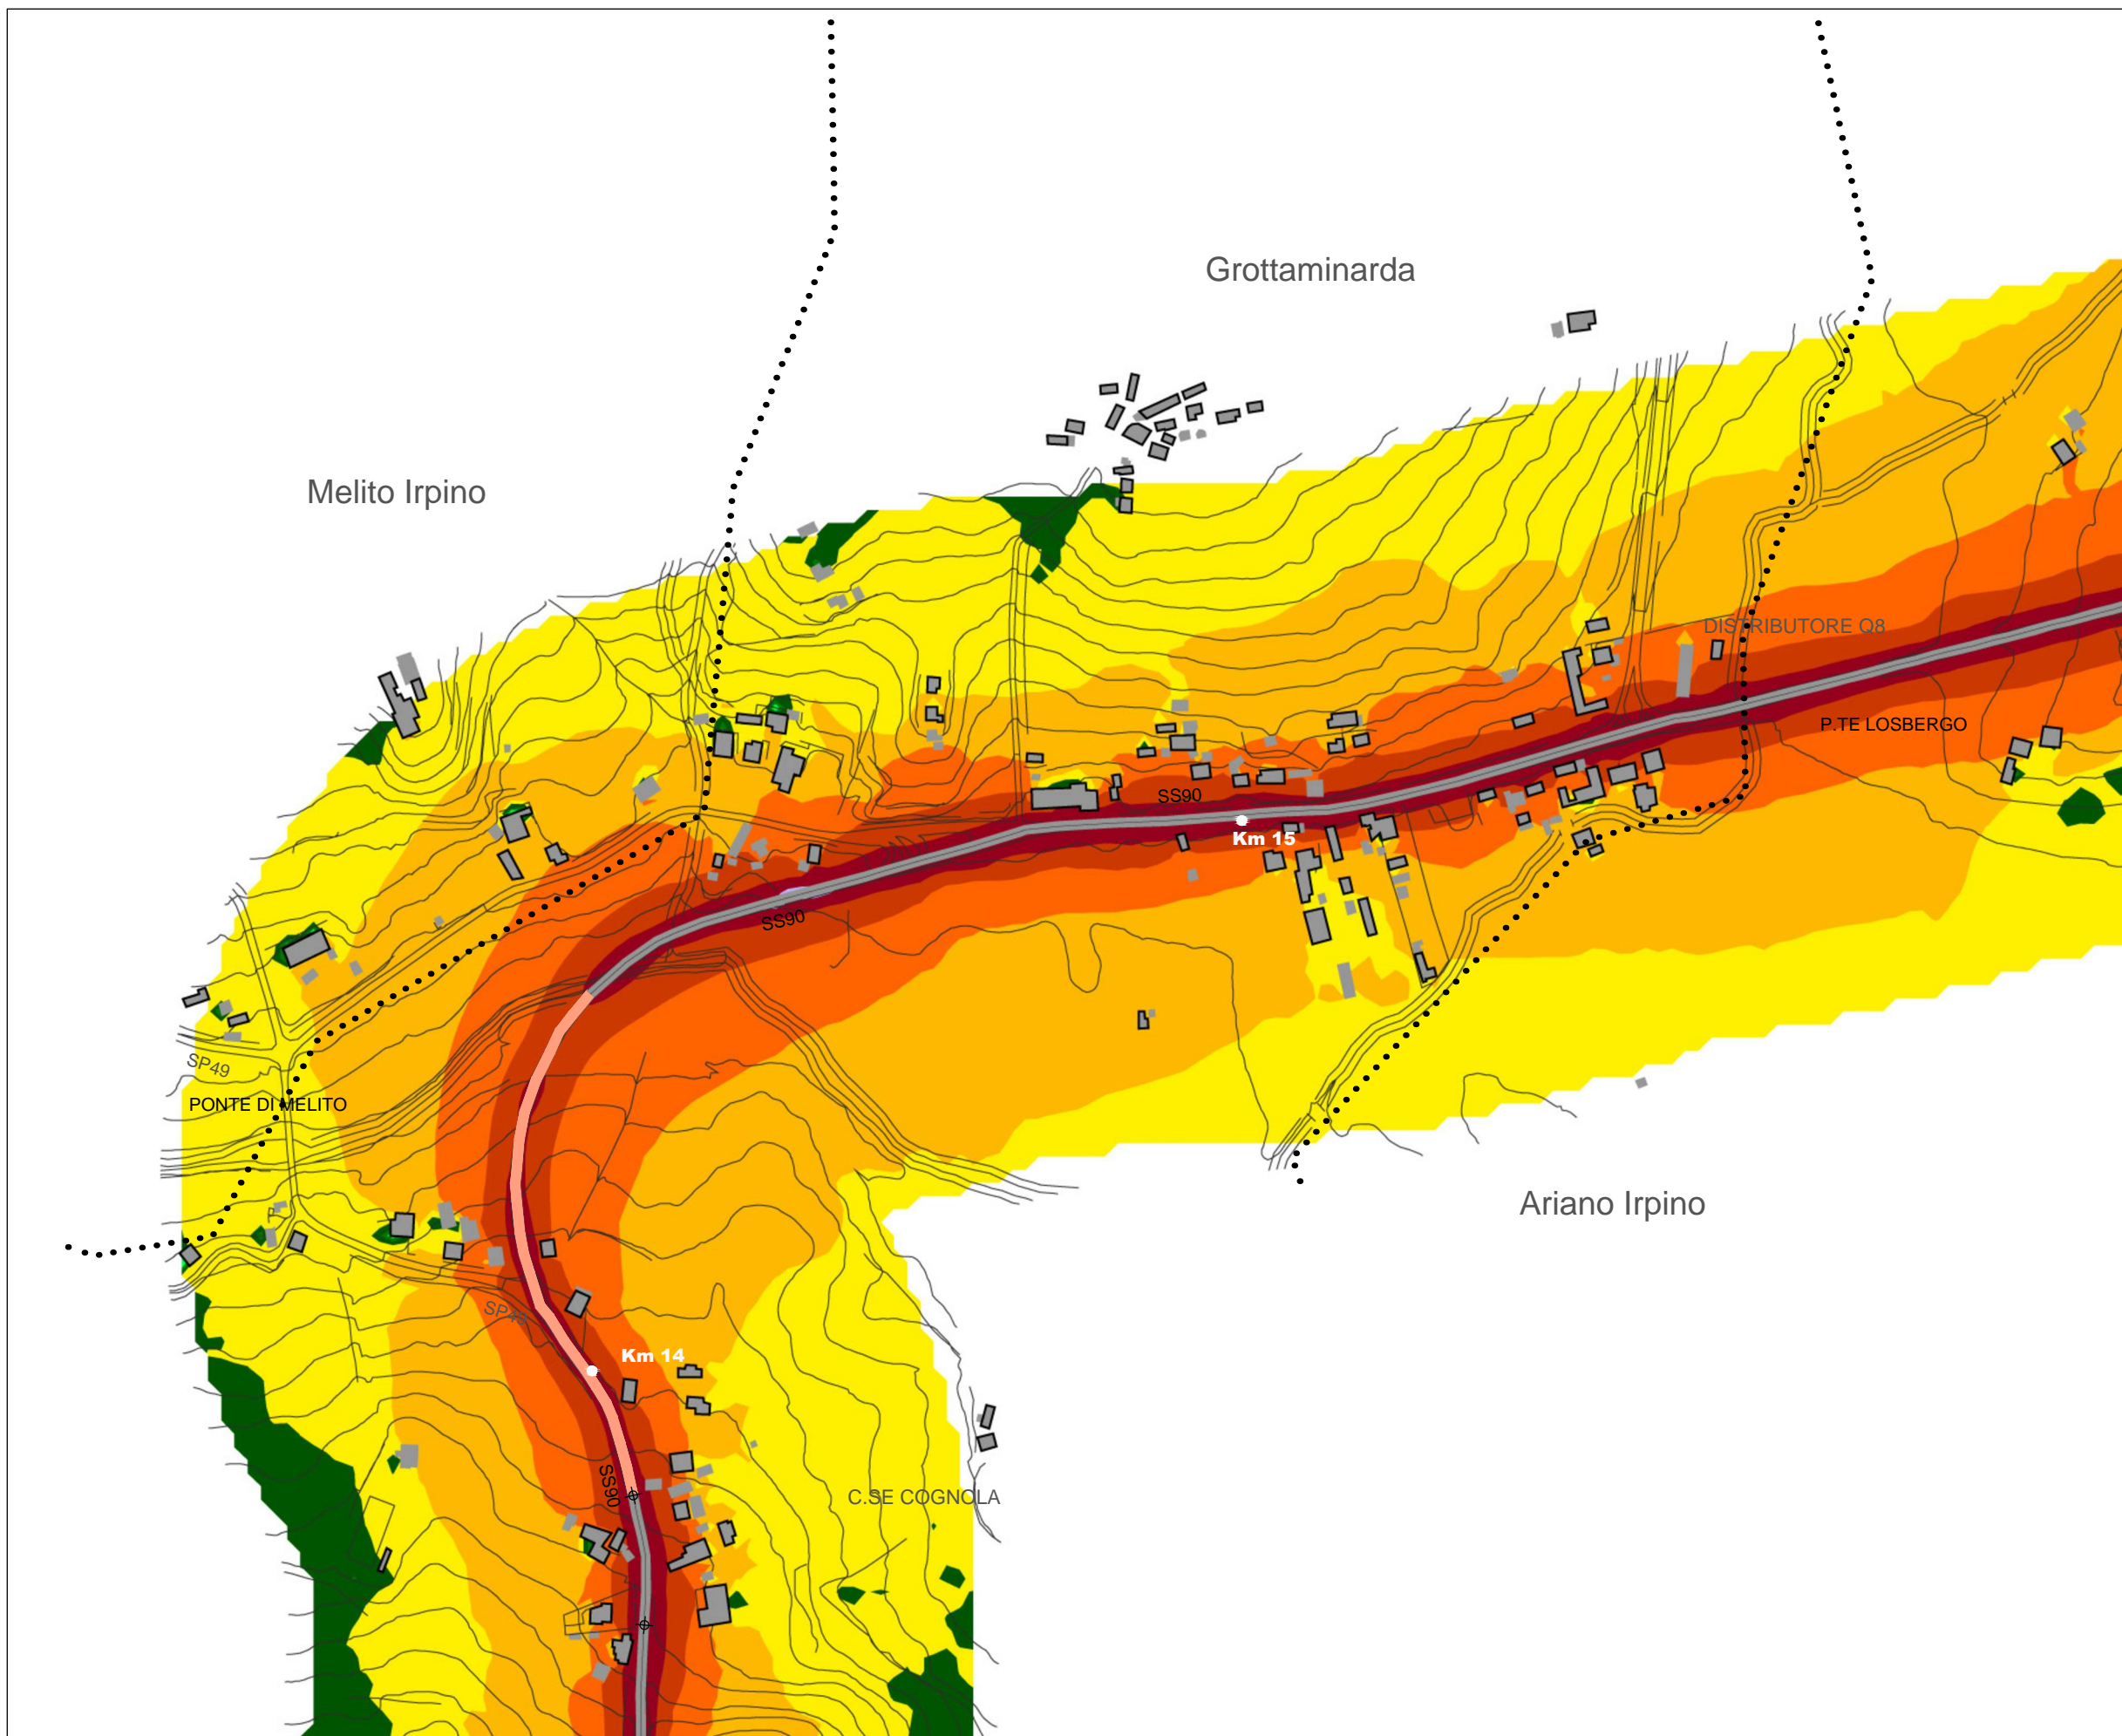 Grottaminarda
Melito Irpino
DISTRIBUTORE Q8
P.TE LOSBERGO
SS90
Km 15
SS90
SP49
PONTE DI MELITO
Ariano Irpino
SP49
Km 14
SS90
C.SE COGNOLA